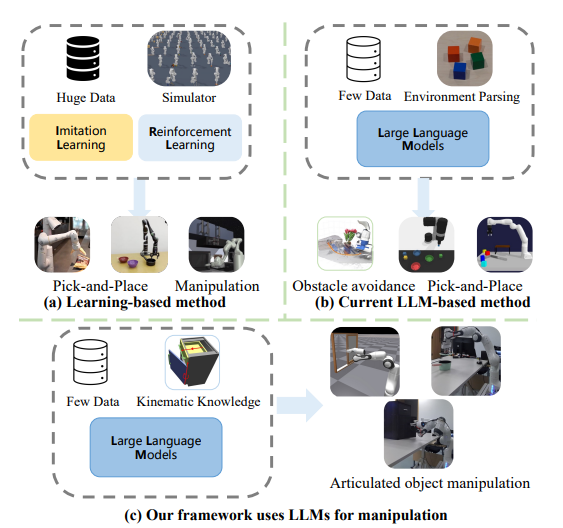 Huge Data
Simulator
Imitation
Learning
Reinforcement
Learning
Pick-and-Place
Manipulation
(a) Learning-based method
Few Data
Environment Parsing
Large Language
Models
Obstacle avoidance
Pick-and-Place
(b) Current LLM-based method
Few Data
Kinematic Knowledge
Large Language
Models
Articulated object manipulation
(c) Our framework uses LLMs for manipulation